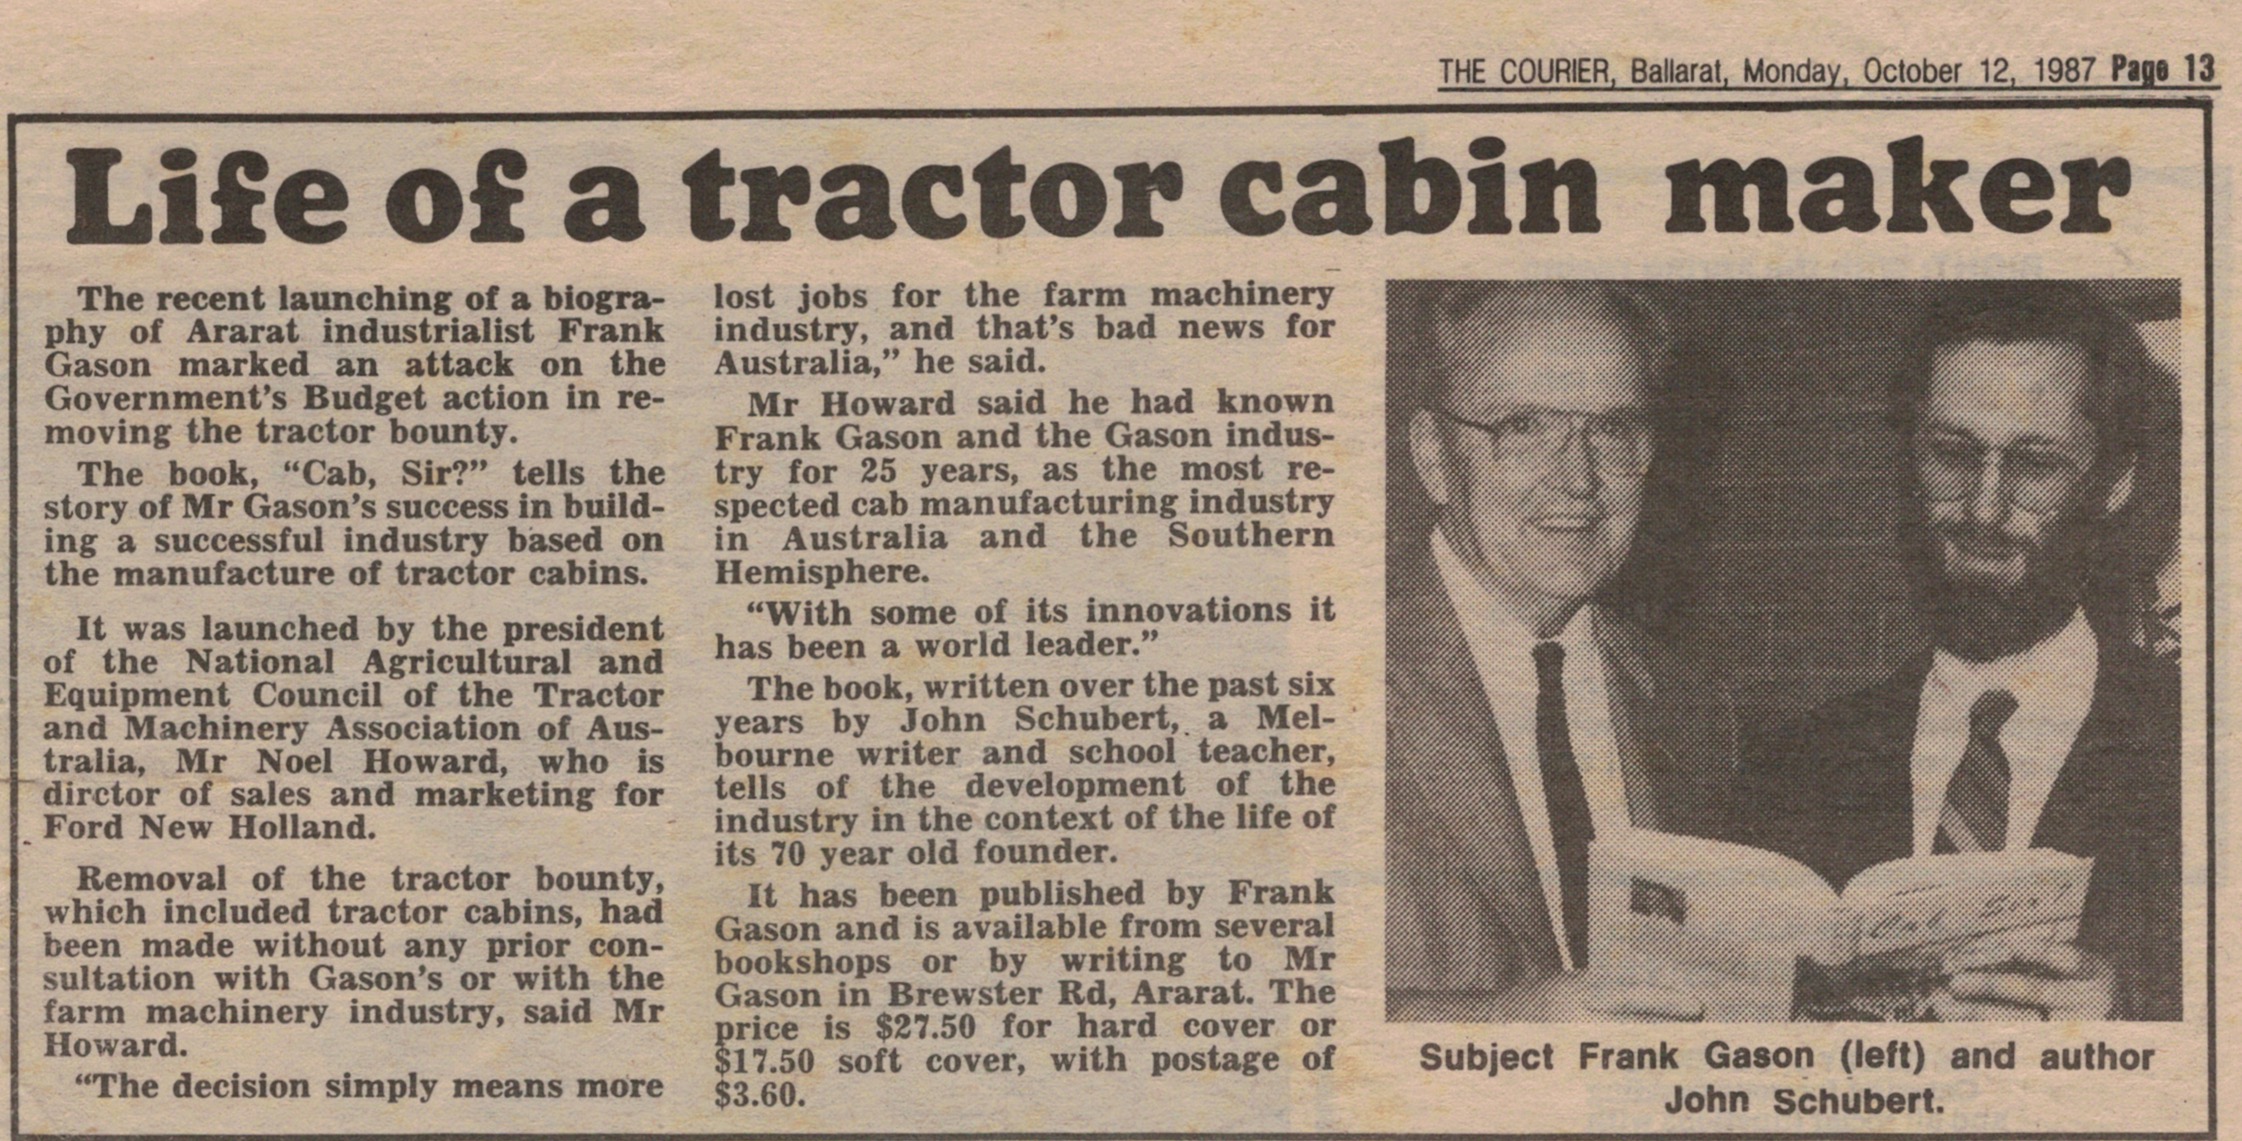 THE COURIER, Ballarat, Monday, October 12, 1987 Page 13
Life of a tractor cabin maker
The recent launching of a biogra-
phy of Ararat industrialist Frank
Gason marked an attack on the
Government's Budget action in re-
moving the tractor bounty.
The book, “Cab, Sir?” tells the
story of Mr Gason's success in build-
ing a successful industry based on
the manufacture of tractor cabins.
It was launched by the president
of the National Agricultural and
Equipment Council of the Tractor
and Machinery Association of Aus-
tralia, Mr Noel Howard, who is
dirctor of sales and marketing for
Ford New Holland.
Removal of the tractor bounty,
which included tractor cabins, had
been made without any prior con-
sultation with Gason's or with the
farm machinery industry, said Mr
Howard.
“The decision simply means more
lost jobs for the farm machinery
industry, and that's bad news for
Australia,” he said.
Mr Howard said he had known
Frank Gason and the Gason indus-
try for 25 years, as the most re-
spected cab manufacturing industry
in Australia and the Southern
Hemisphere.
“With some of its innovations it
has been a world leader.”
The book, written over the past six
years by John Schubert, a Mel-
bourne writer and school teacher,
tells of the development of the
industry in the context of the life of
its 70 year old founder.
It has been published by Frank
Gason and is available from several
bookshops or by writing to Mr
Gason in Brewster Rd, Ararat. The
price is $27.50 for hard cover or
$17.50 soft cover, with postage of
$3.60.
Cab Sir
Subject Frank Gason (left) and author
John Schubert.